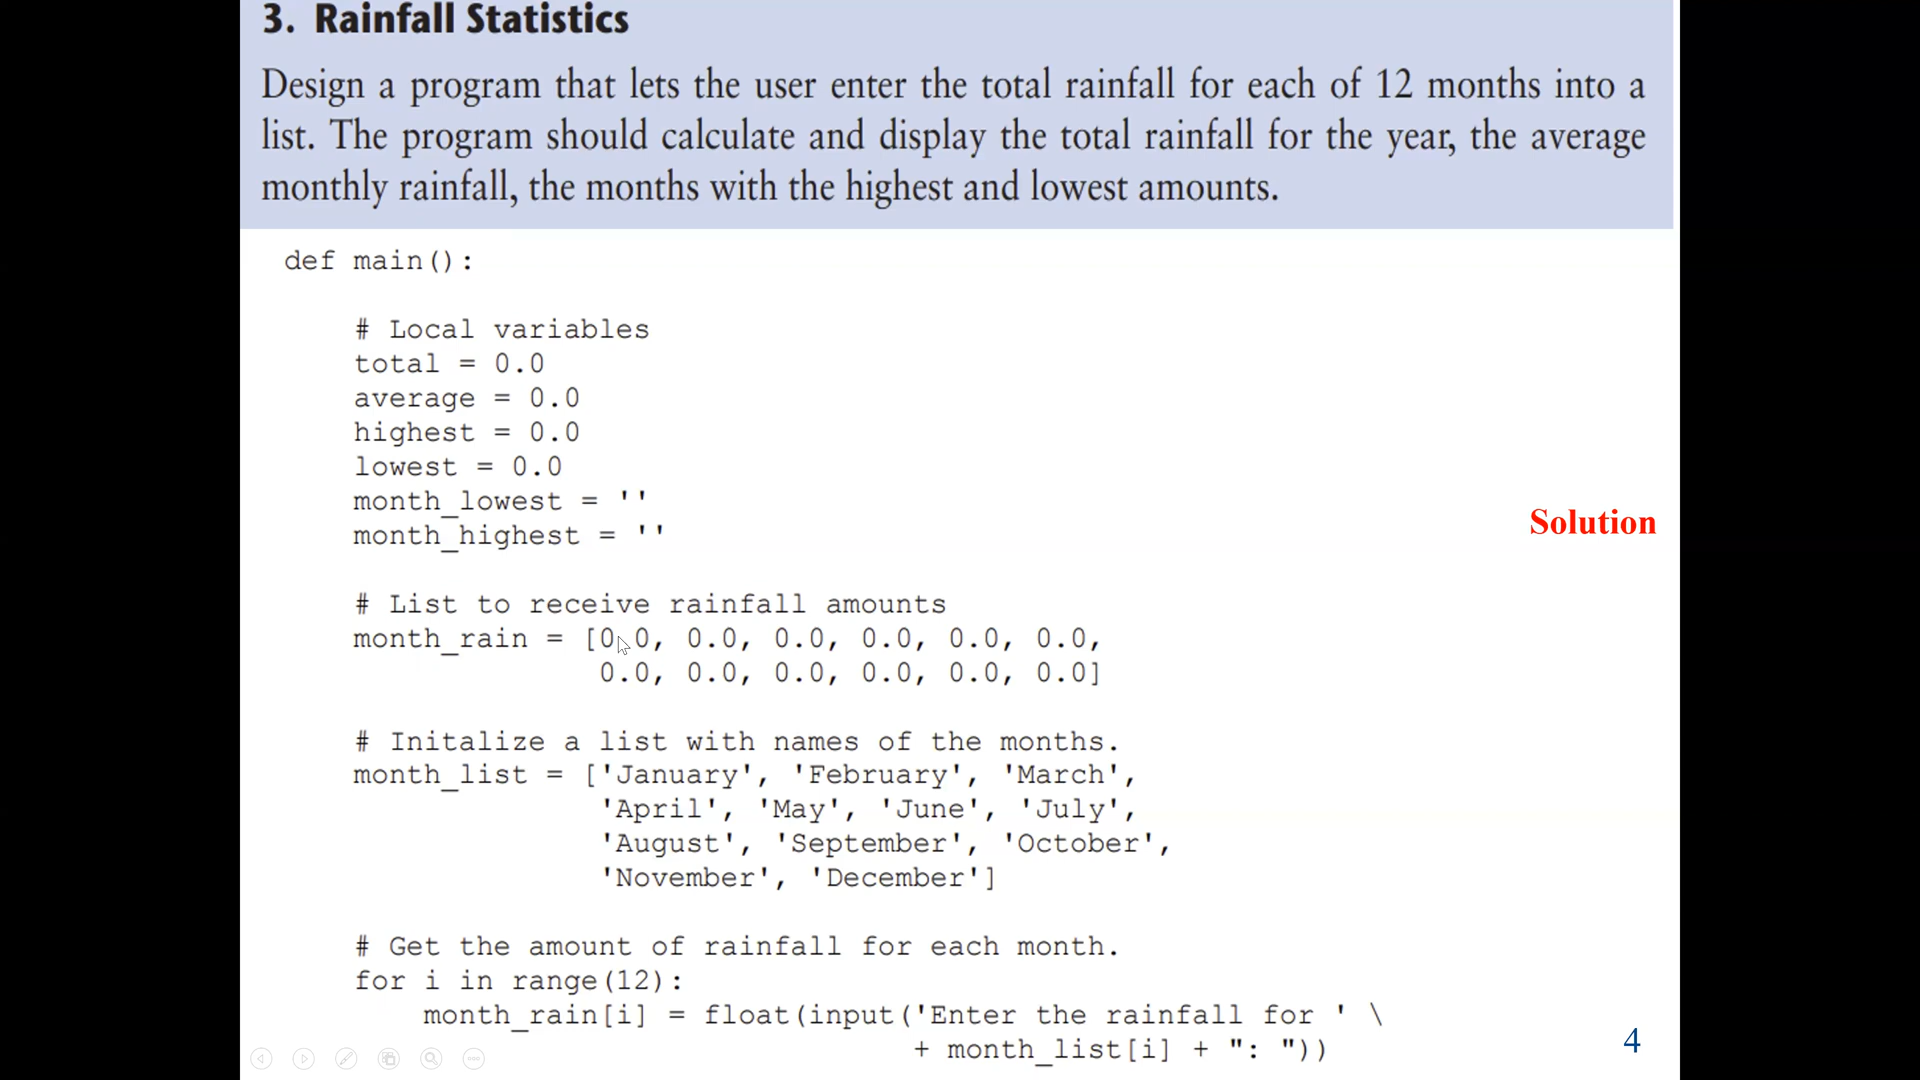 3. Rainfall Statistics
Design a program that lets the user enter the total rainfall for each of 12 months into a
list. The program should calculate and display the total rainfall for the year, the average
monthly rainfall, the months with the highest and lowest amounts.
def main():
# Local variables
total = 0.0
average = 0.0
highest = 0.0
lowest = 0.0
month_lowest = ''
month_highest = ''
Solution
# List to receive rainfall amounts
month_rain = [0.0, 0.0, 0.0, 0.0, 0.0, 0.0,
0.0, 0.0, 0.0, 0.0, 0.0, 0.0]
# Initalize a list with names of the months.
month_list = ['January', 'February', 'March',
'April', 'May', 'June', 'July',
'August', 'September', 'October',
'November', 'December']
# Get the amount of rainfall for each month.
for i in range(12):
month_rain[i] = float(input('Enter the rainfall for ' \
+ month_list[i] + ": "))
4